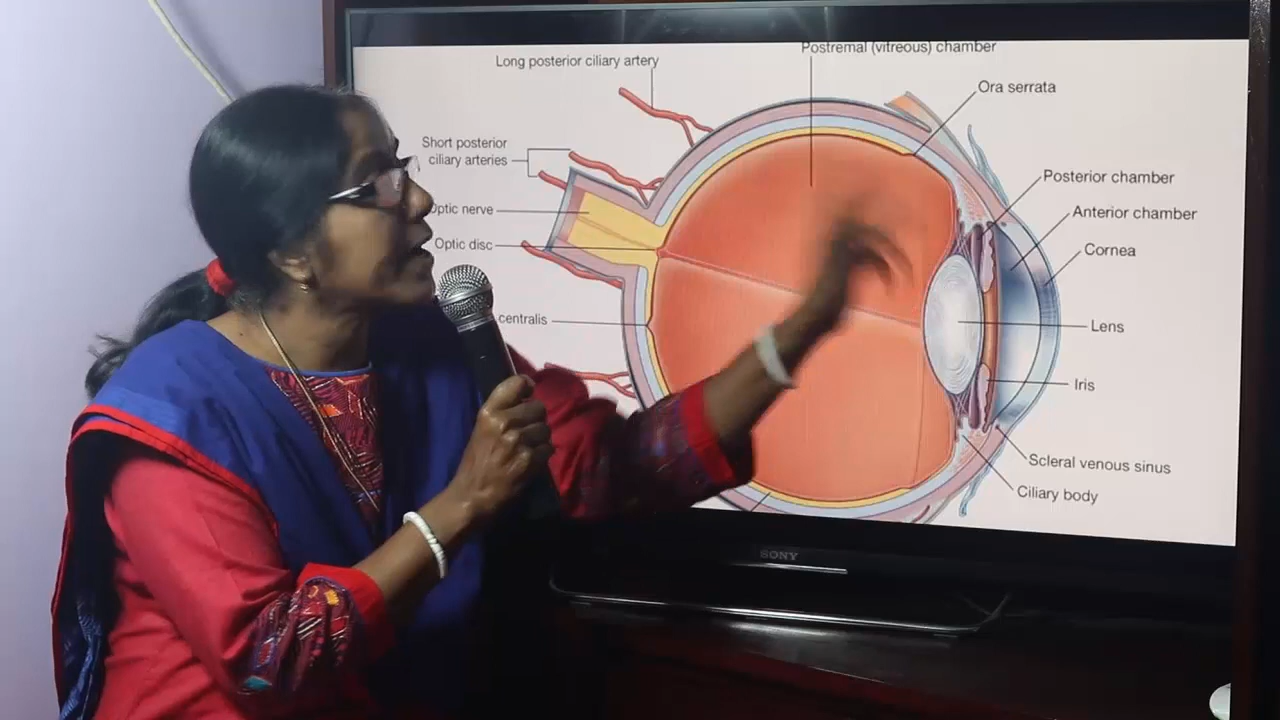 Postremal (vitreous) chamber
Long posterior ciliary artery
Ora serrata
Short posterior
ciliary arteries
Posterior chamber
Optic nerve
Anterior chamber
Optic disc
Cornea
centralis
Lens
Iris
Scleral venous sinus
Ciliary body
SONY